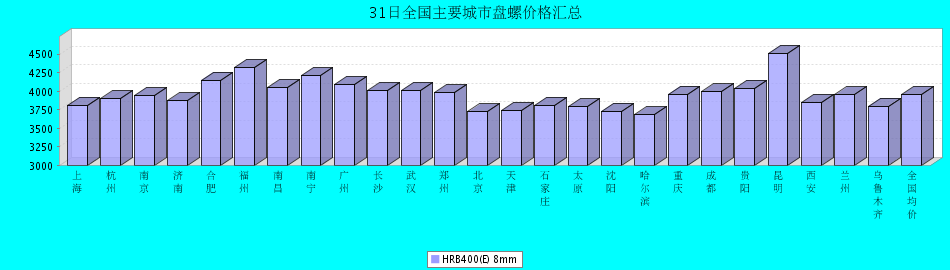 31日全国主要城市盘螺价格汇总
4500
4250
4000
3750
3500
3250
3000
上海
杭州
南京
济南
合肥
福州
南昌
南宁
广州
长沙
武汉
郑州
北京
天津
石家庄
太原
沈阳
哈尔滨
重庆
成都
贵阳
昆明
西安
兰州
乌鲁木齐
全国均价
HRB400(E) 8mm